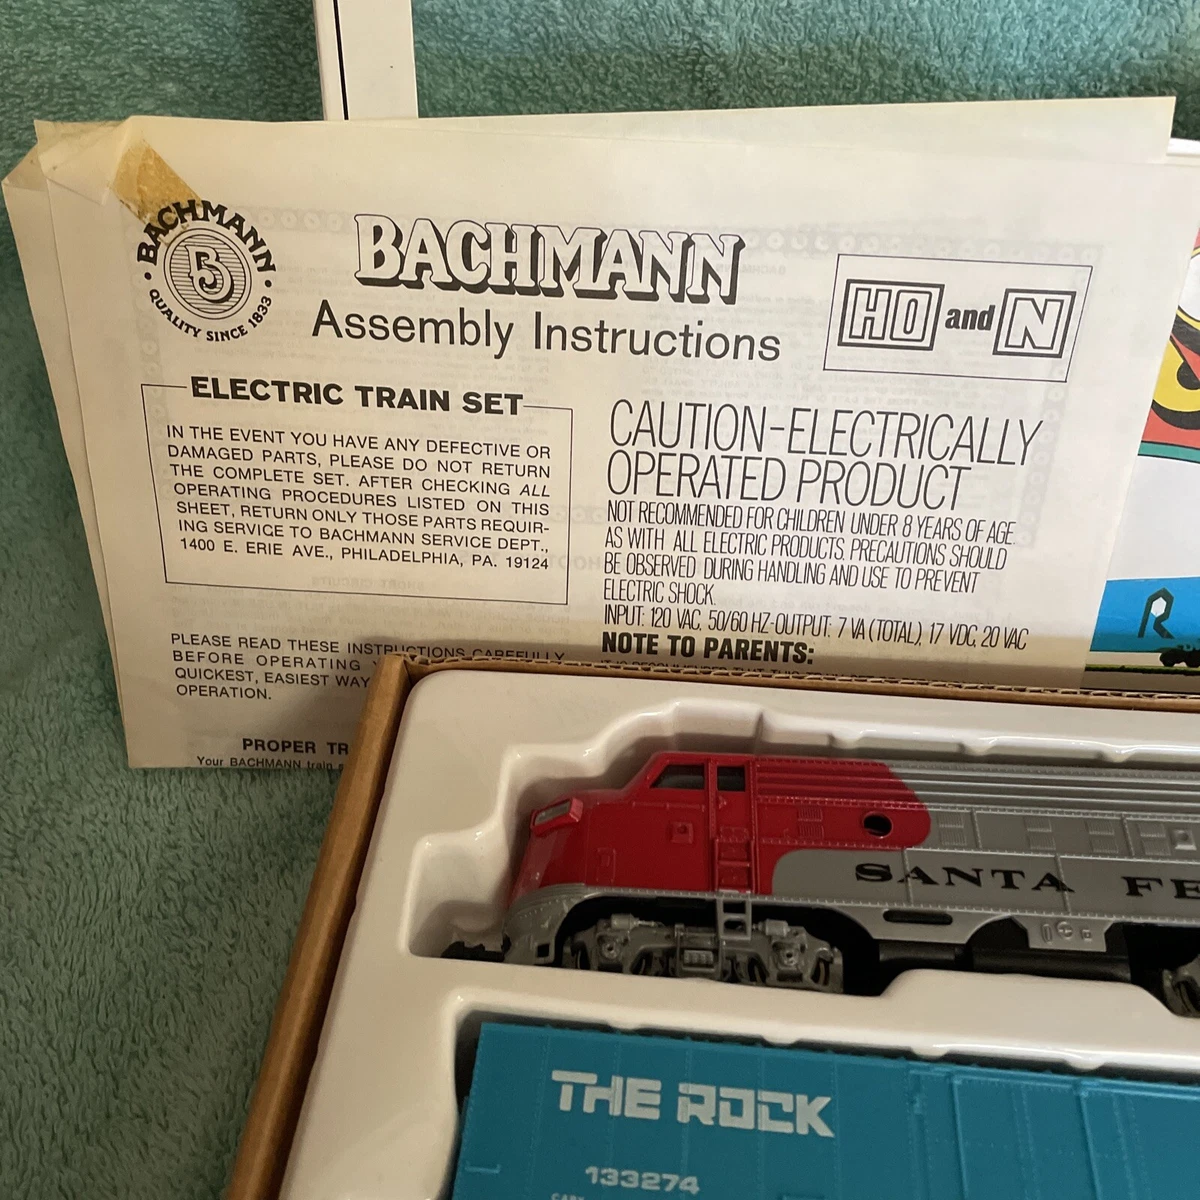 BACHMANN
QUALITY SINCE 1833
B
BACHMANN
Assembly Instructions
HO and N
ELECTRIC TRAIN SET
IN THE EVENT YOU HAVE ANY DEFECTIVE OR
DAMAGED PARTS, PLEASE DO NOT RETURN
THE COMPLETE SET. AFTER CHECKING ALL
OPERATING PROCEDURES LISTED ON THIS
SHEET, RETURN ONLY THOSE PARTS REQUIR-
ING SERVICE TO BACHMANN SERVICE DEPT.,
1400 E. ERIE AVE., PHILADELPHIA, PA. 19124
PLEASE READ THESE INSTRUCTIONS CAREFULLY
BEFORE OPERATING
QUICKEST, EASIEST WAY
OPERATION.
PROPER TR
Your BACHMANN train
CAUTION-ELECTRICALLY
OPERATED PRODUCT
NOT RECOMMENDED FOR CHILDREN UNDER 8 YEARS OF AGE.
AS WITH ALL ELECTRIC PRODUCTS, PRECAUTIONS SHOULD
BE OBSERVED DURING HANDLING AND USE TO PREVENT
ELECTRIC SHOCK.
INPUT: 120 VAC, 50/60 HZ-OUTPUT: 7 VA (TOTAL), 17 VDC, 20 VAC
NOTE TO PARENTS:
R
SANTA FE
THE ROCK
133274